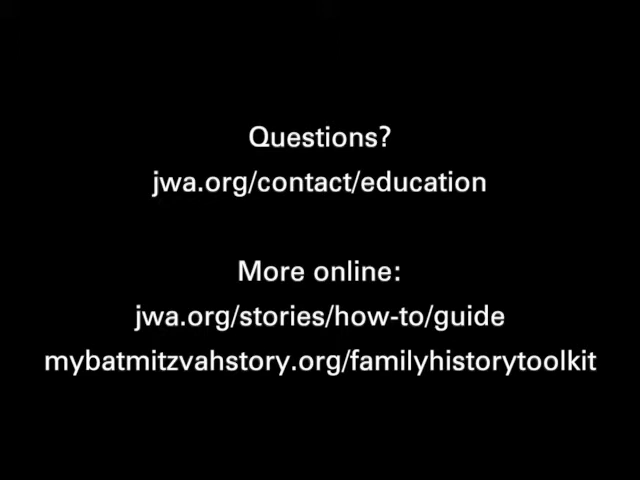 Questions?
jwa.org/contact/education
More online:
jwa.org/stories/how-to/guide
mybatmitzvahstory.org/familyhistorytoolkit